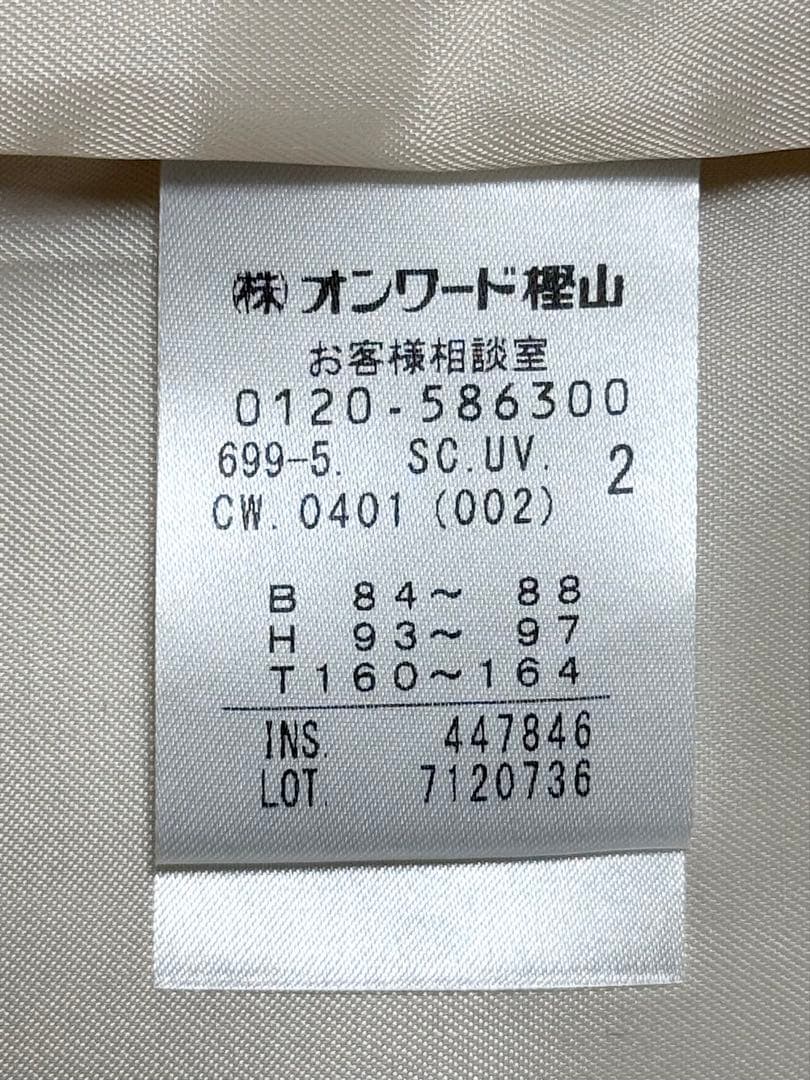 (株)オンワード樫山
お客様相談室
0120-586300
699-5. SC.UV. 2
CW. 0401 (002)
B 84～ 88
H 93～ 97
T160～164
INS. 447846
LOT. 7120736